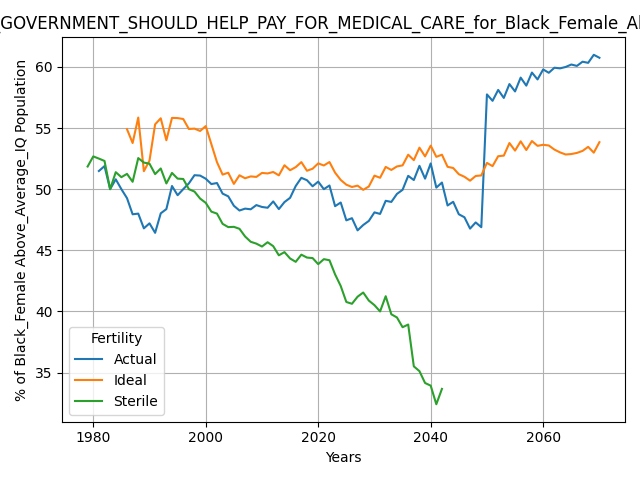 _GOVERNMENT_SHOULD_HELP_PAY_FOR_MEDICAL_CARE_for_Black_Female_A
% of Black_Female Above_Average_IQ Population
60
55
50
45
40
35
Fertility
Actual
Ideal
Sterile
1980
2000
2020
2040
2060
Years